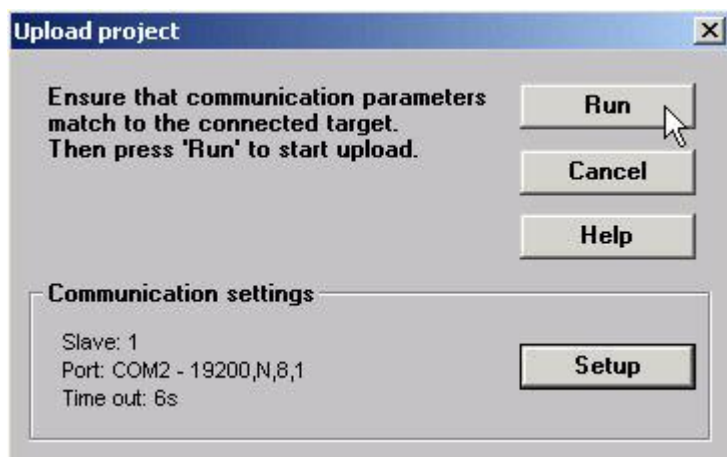 Upload project
Ensure that communication parameters
match to the connected target.
Then press 'Run' to start upload.
Run
Cancel
Help
Communication settings
Slave: 1
Port: COM2 - 19200,N,8,1
Time out: 6s
Setup